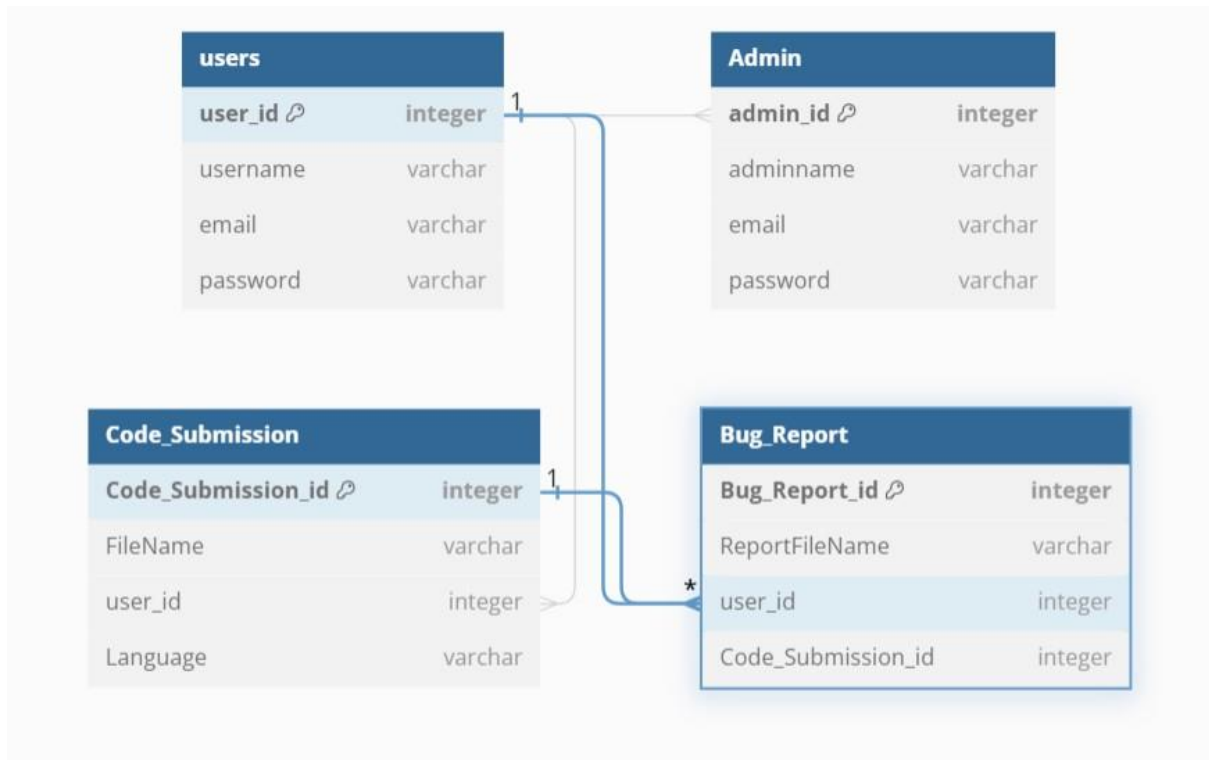 users
user_id integer
username varchar
email varchar
password varchar
1
Admin
admin_id integer
adminname varchar
email varchar
password varchar
Code_Submission
Code_Submission_id integer
FileName varchar
user_id integer
Language varchar
1
*
Bug_Report
Bug_Report_id integer
ReportFileName varchar
user_id integer
Code_Submission_id integer